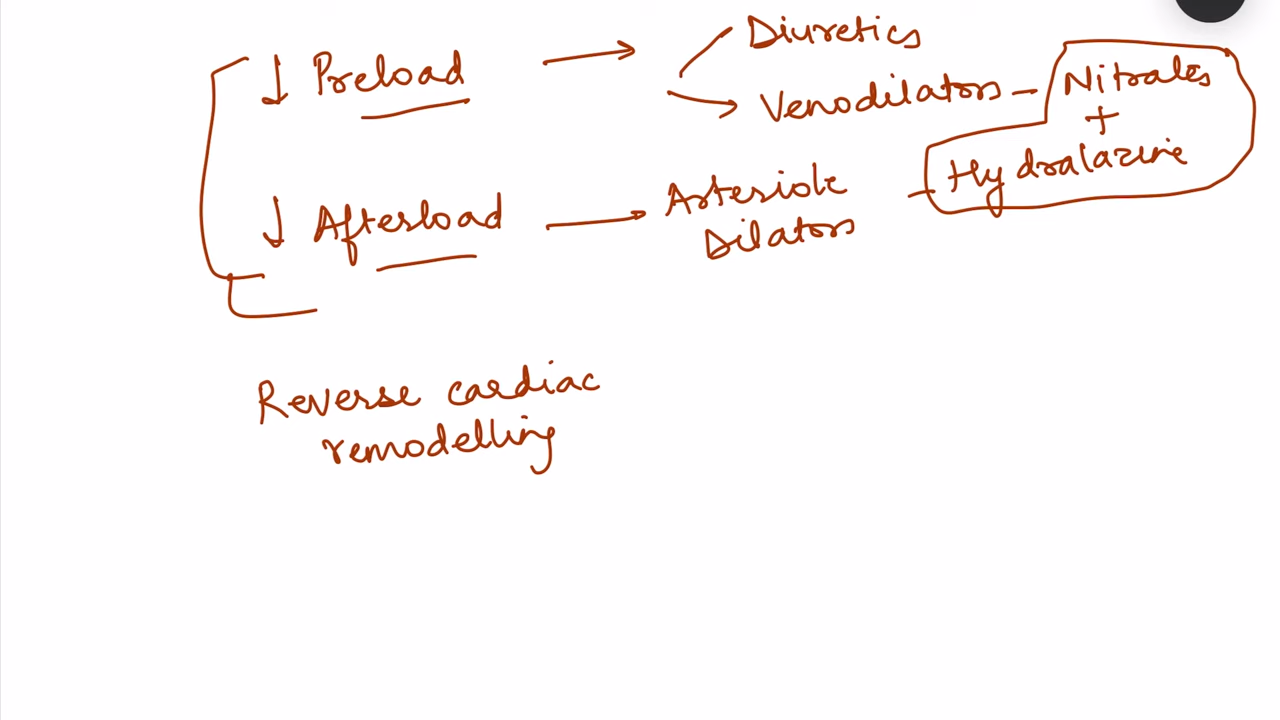 ↓ Preload → Diuretics
Venodilators - Nitrates
+
Hydralazine
↓ Afterload → Arteriole
Dilators
Reverse cardiac
remodelling